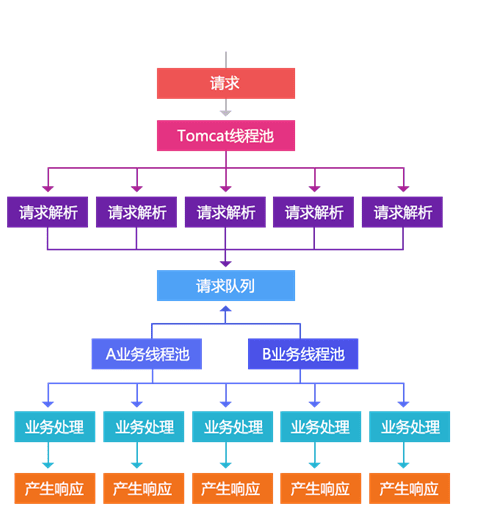 请求
Tomcat线程池
请求解析 请求解析 请求解析 请求解析 请求解析
请求队列
A业务线程池 B业务线程池
业务处理 业务处理 业务处理 业务处理 业务处理
产生响应 产生响应 产生响应 产生响应 产生响应